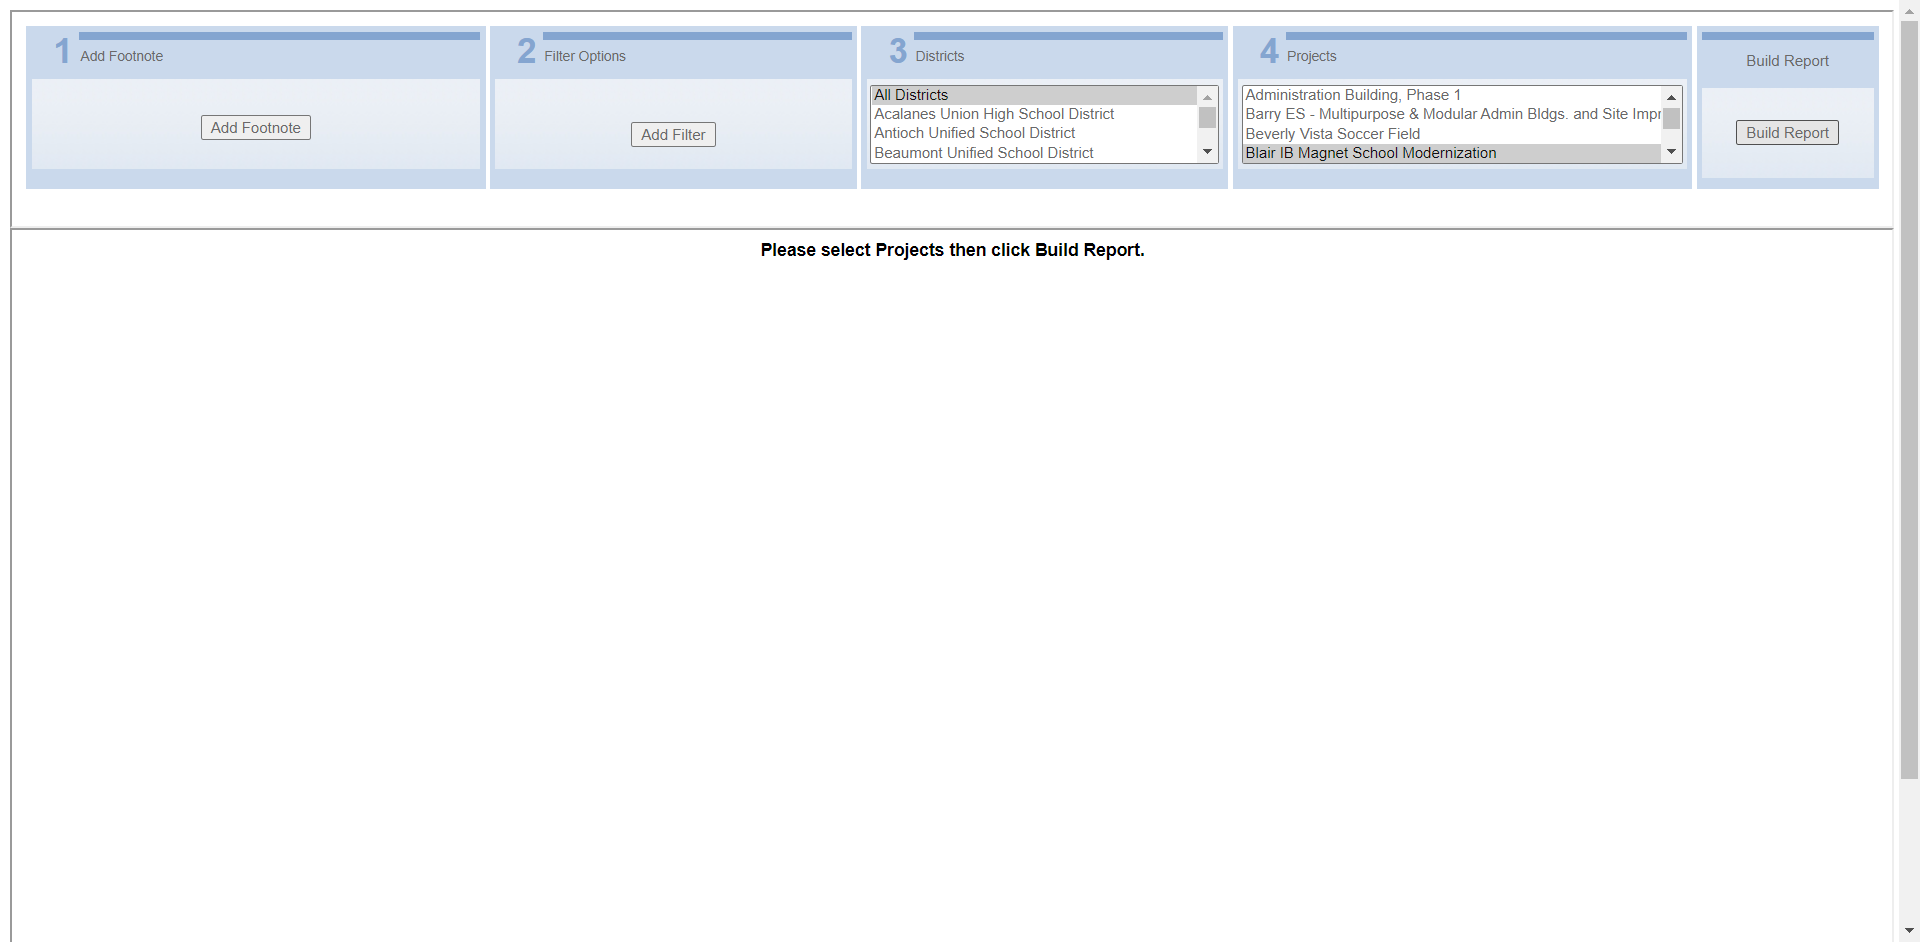 1 Add Footnote
Add Footnote
2 Filter Options
Add Filter
3 Districts
All Districts
Acalanes Union High School District
Antioch Unified School District
Beaumont Unified School District
4 Projects
Administration Building, Phase 1
Barry ES - Multipurpose & Modular Admin Bldgs. and Site Impr
Beverly Vista Soccer Field
Blair IB Magnet School Modernization
Build Report
Build Report
Please select Projects then click Build Report.